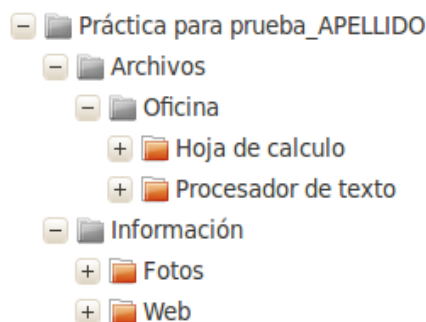 Práctica para prueba_APELLIDO
Archivos
Oficina
Hoja de calculo
Procesador de texto
Información
Fotos
Web